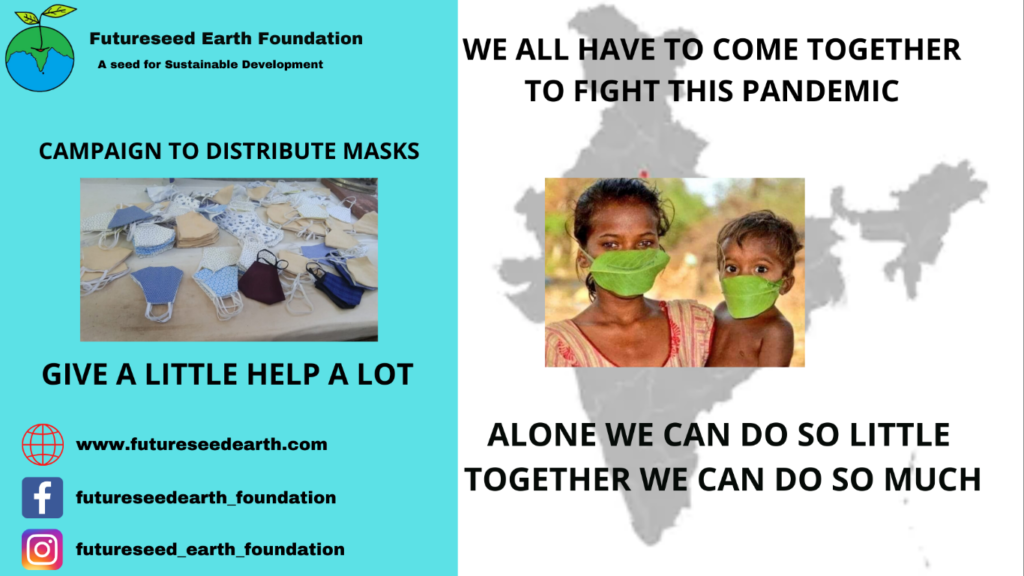 Futureseed Earth Foundation
A seed for Sustainable Development
CAMPAIGN TO DISTRIBUTE MASKS
GIVE A LITTLE HELP A LOT
www.futureseedearth.com
futureseedearth_foundation
futureseed_earth_foundation
WE ALL HAVE TO COME TOGETHER
TO FIGHT THIS PANDEMIC
ALONE WE CAN DO SO LITTLE
TOGETHER WE CAN DO SO MUCH